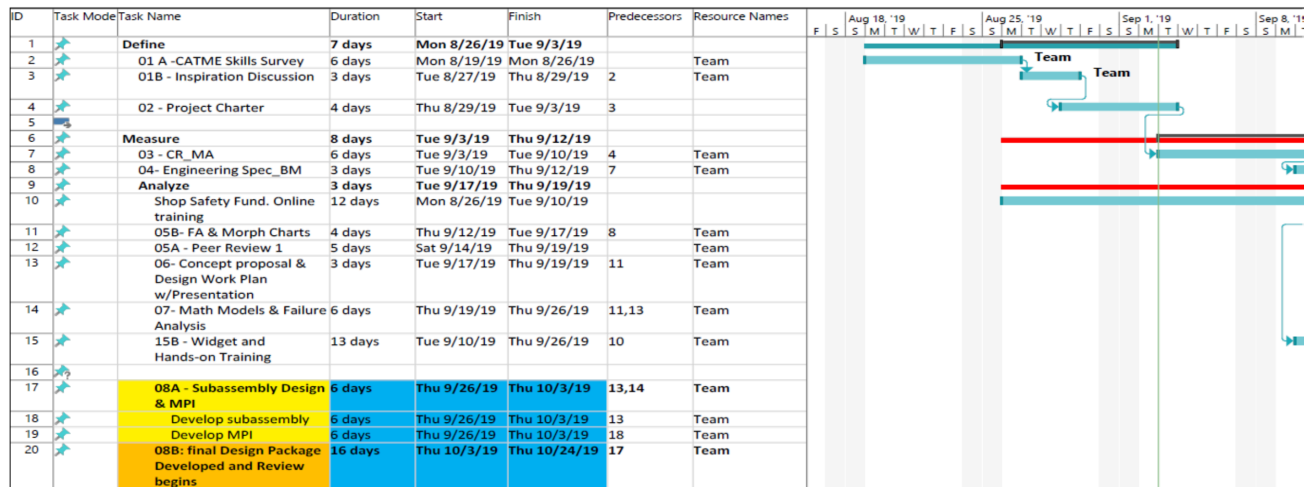 ID Task Mode Task Name Duration Start Finish Predecessors Resource Names
Aug 18, '19 Aug 25, '19 Sep 1, '19 Sep 8, '19
F S S M T W T F S S M T W T F S S M T W T F S S M T
1 Define 7 days Mon 8/26/19 Tue 9/3/19
2 01 A -CATME Skills Survey 6 days Mon 8/19/19 Mon 8/26/19 Team Team
3 01B - Inspiration Discussion 3 days Tue 8/27/19 Thu 8/29/19 2 Team Team
4 02 - Project Charter 4 days Thu 8/29/19 Tue 9/3/19 3
5
6 Measure 8 days Tue 9/3/19 Thu 9/12/19
7 03 - CR_MA 6 days Tue 9/3/19 Tue 9/10/19 4 Team
8 04- Engineering Spec_BM 3 days Tue 9/10/19 Thu 9/12/19 7 Team
9 Analyze 3 days Tue 9/17/19 Thu 9/19/19
10 Shop Safety Fund. Online 12 days Mon 8/26/19 Tue 9/10/19 Team
training
11 05B- FA & Morph Charts 4 days Thu 9/12/19 Tue 9/17/19 8 Team
12 05A - Peer Review 1 5 days Sat 9/14/19 Thu 9/19/19 Team
13 06- Concept proposal & 3 days Tue 9/17/19 Thu 9/19/19 11 Team
Design Work Plan
w/Presentation
14 07- Math Models & Failure 6 days Thu 9/19/19 Thu 9/26/19 11,13 Team
Analysis
15 15B - Widget and 13 days Tue 9/10/19 Thu 9/26/19 10 Team
Hands-on Training
16
17 08A - Subassembly Design 6 days Thu 9/26/19 Thu 10/3/19 13,14 Team
& MPI
18 Develop subassembly 6 days Thu 9/26/19 Thu 10/3/19 13 Team
19 Develop MPI 6 days Thu 9/26/19 Thu 10/3/19 18 Team
20 08B: final Design Package 16 days Thu 10/3/19 Thu 10/24/19 17 Team
Developed and Review
begins